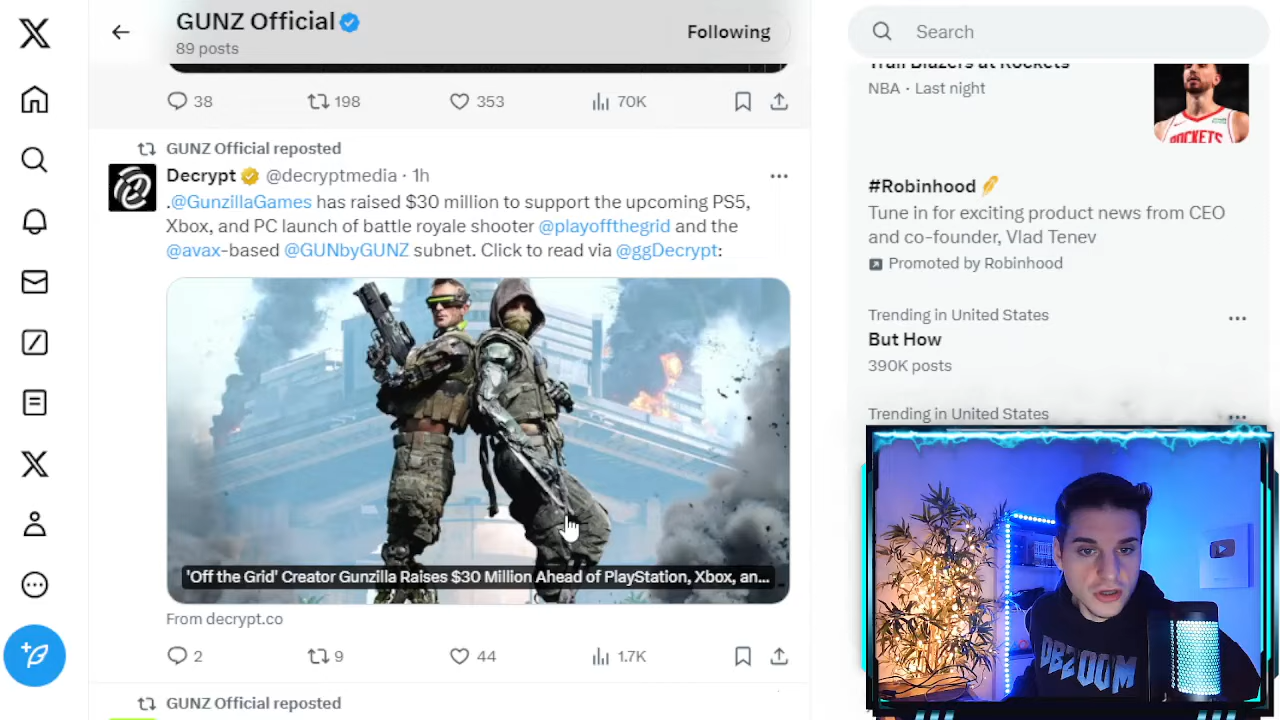 GUNZ Official
89 posts
Following
Search
38
198
353
70K
Trail Blazers at Rockets
NBA · Last night
ROCKETS
GUNZ Official reposted
Decrypt @decryptmedia · 1h
.@GunzillaGames has raised $30 million to support the upcoming PS5,
Xbox, and PC launch of battle royale shooter @playoffthegrid and the
@avax-based @GUNbyGUNZ subnet. Click to read via @ggDecrypt:
#Robinhood
Tune in for exciting product news from CEO
and co-founder, Vlad Tenev
Promoted by Robinhood
Trending in United States
But How
390K posts
Trending in United States
'Off the Grid' Creator Gunzilla Raises $30 Million Ahead of PlayStation, Xbox, an...
From decrypt.co
2
9
44
1.7K
GUNZ Official reposted
DBZOOM